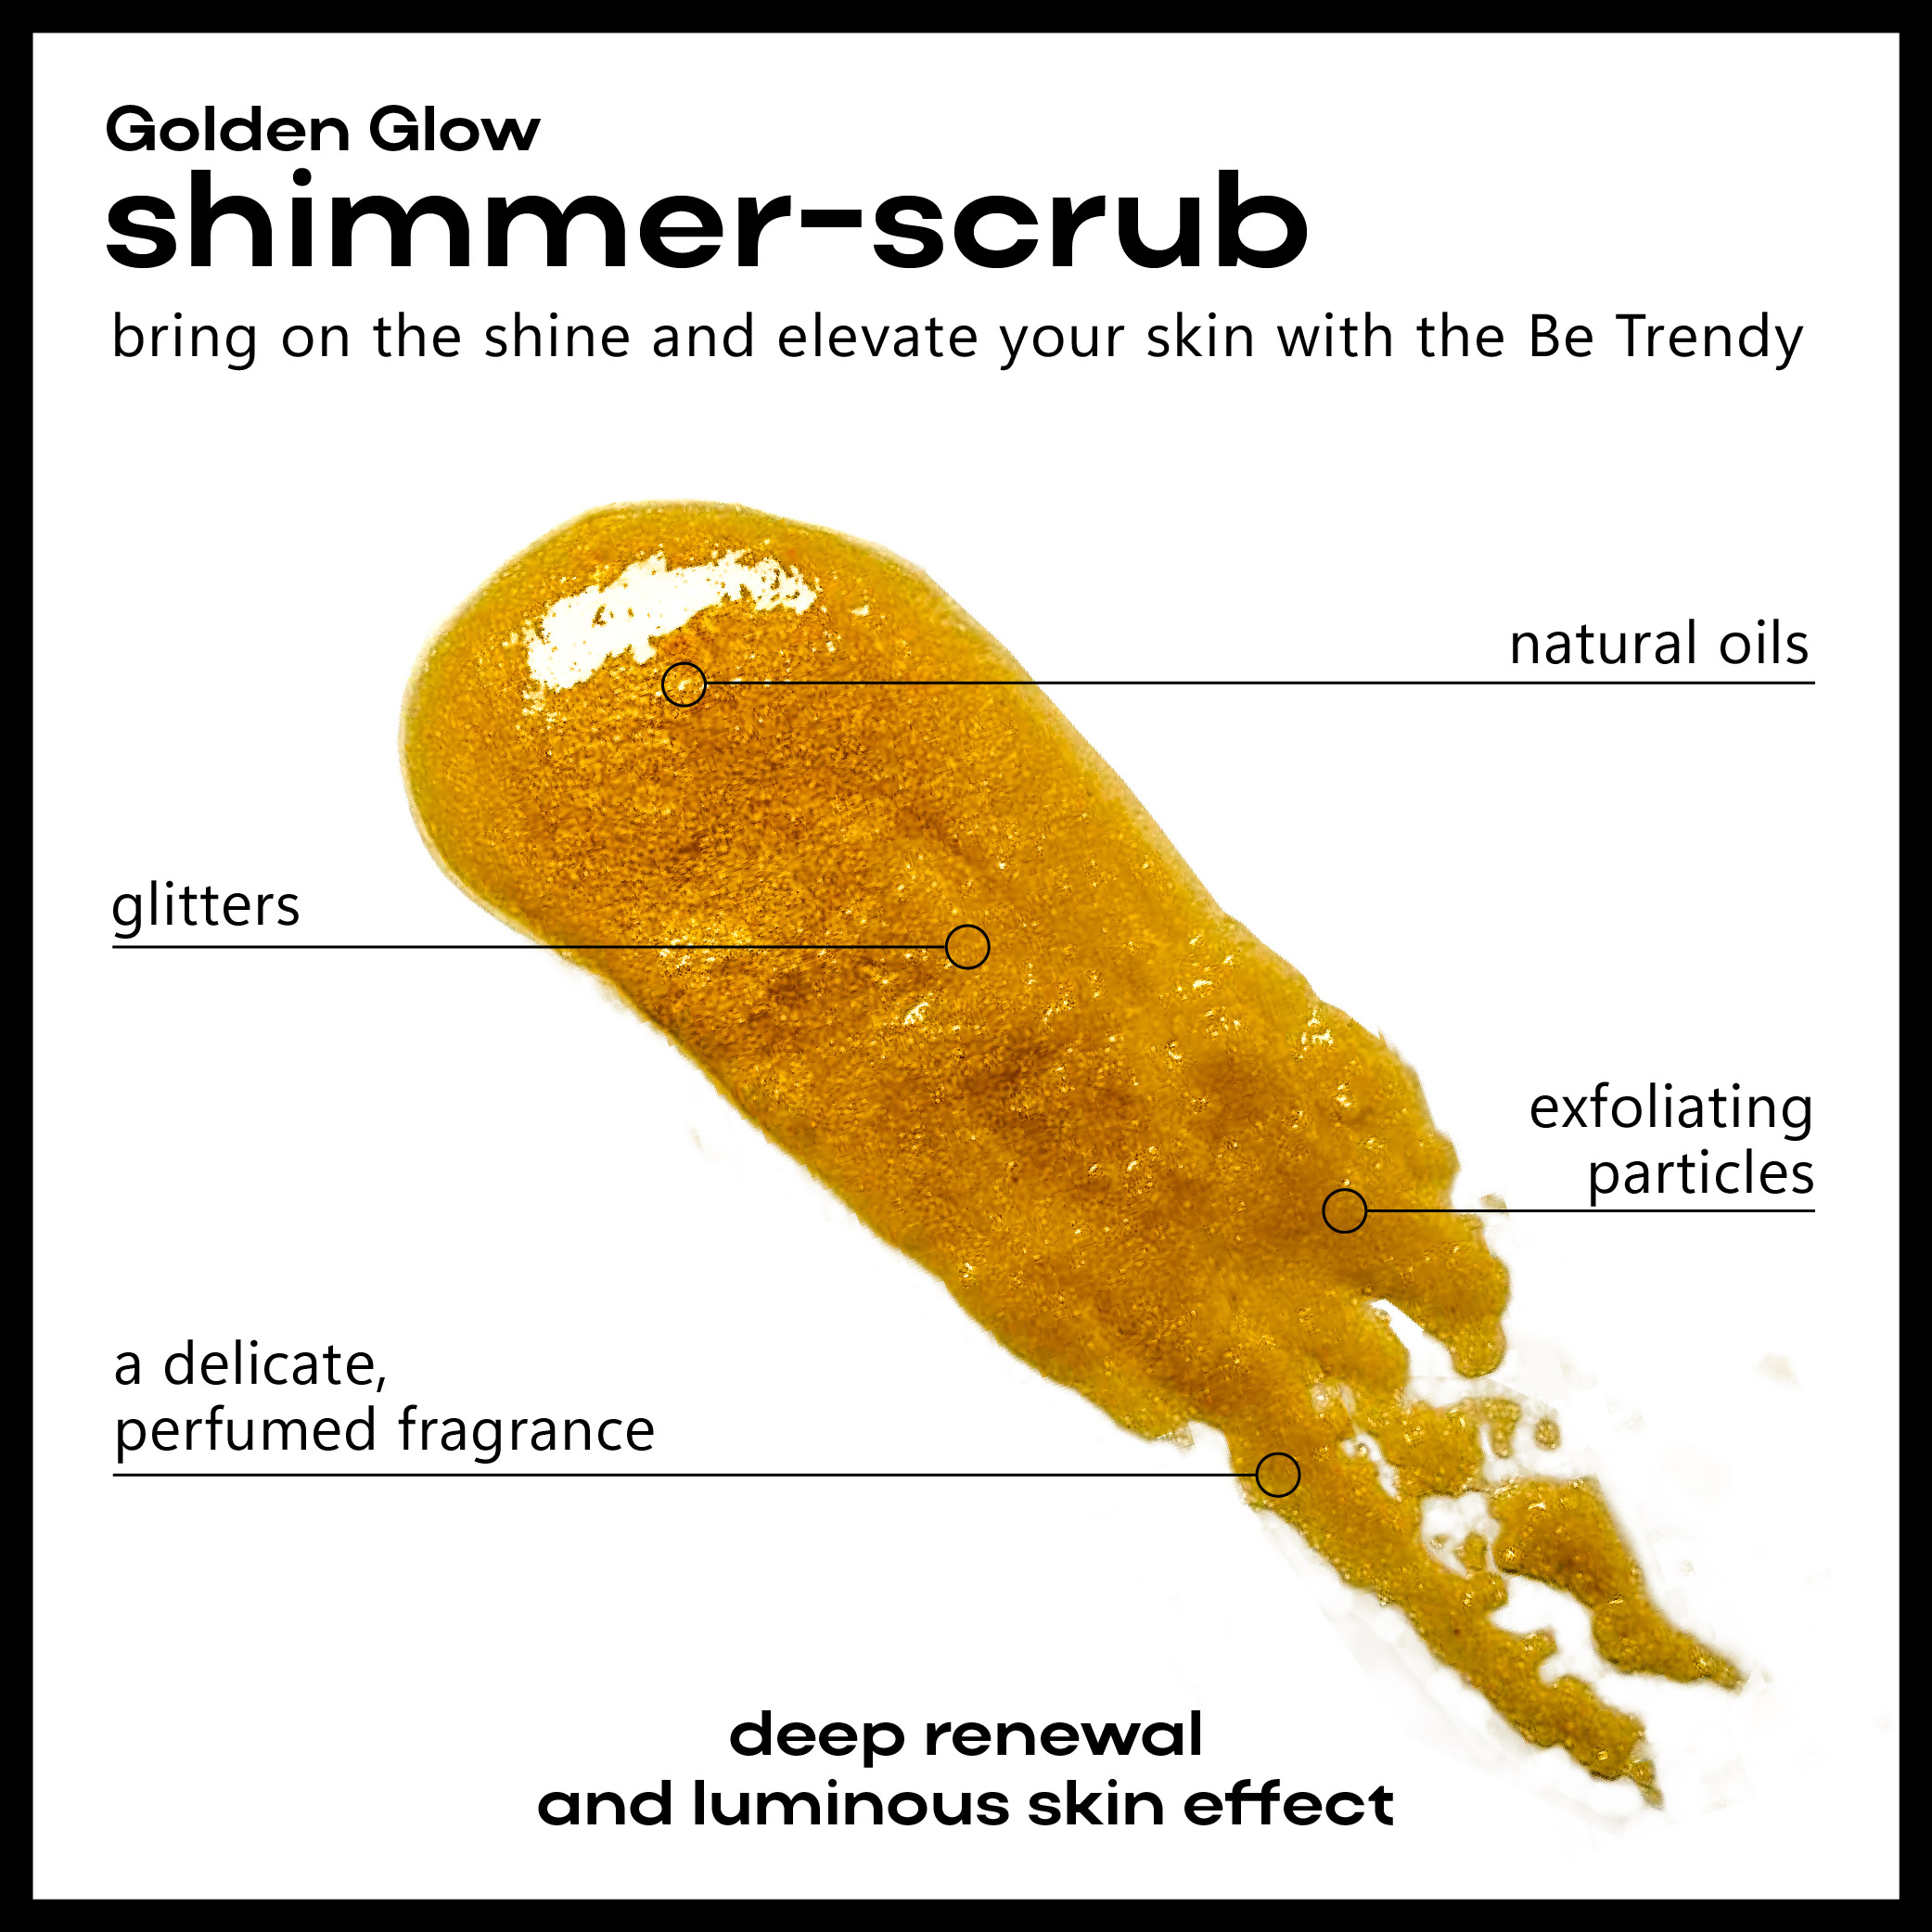 Golden Glow
shimmer-scrub
bring on the shine and elevate your skin with the Be Trendy
natural oils
glitters
exfoliating
particles
a delicate,
perfumed fragrance
deep renewal
and luminous skin effect